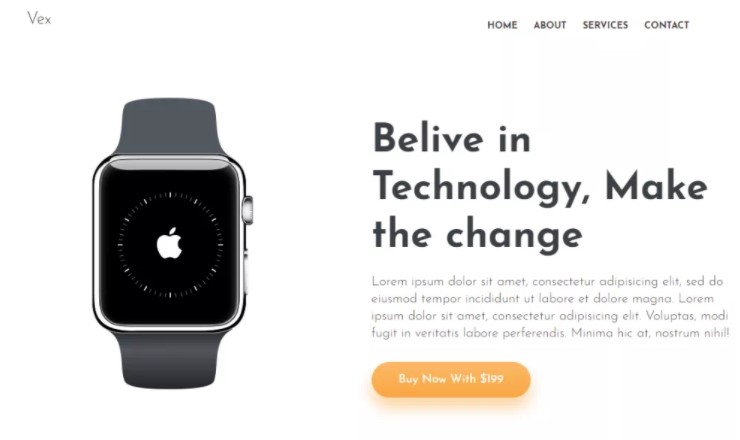 Vex
HOME ABOUT SERVICES CONTACT
Belive in
Technology, Make
the change
Lorem ipsum dolor sit amet, consectetur adipisicing elit, sed do
eiusmod tempor incididunt ut labore et dolore magna. Lorem
ipsum dolor sit amet, consectetur adipisicing elit. Voluptas, modi
fugit in veritatis labore perferendis. Minima hic at, nostrum nihil!
Buy Now With $199